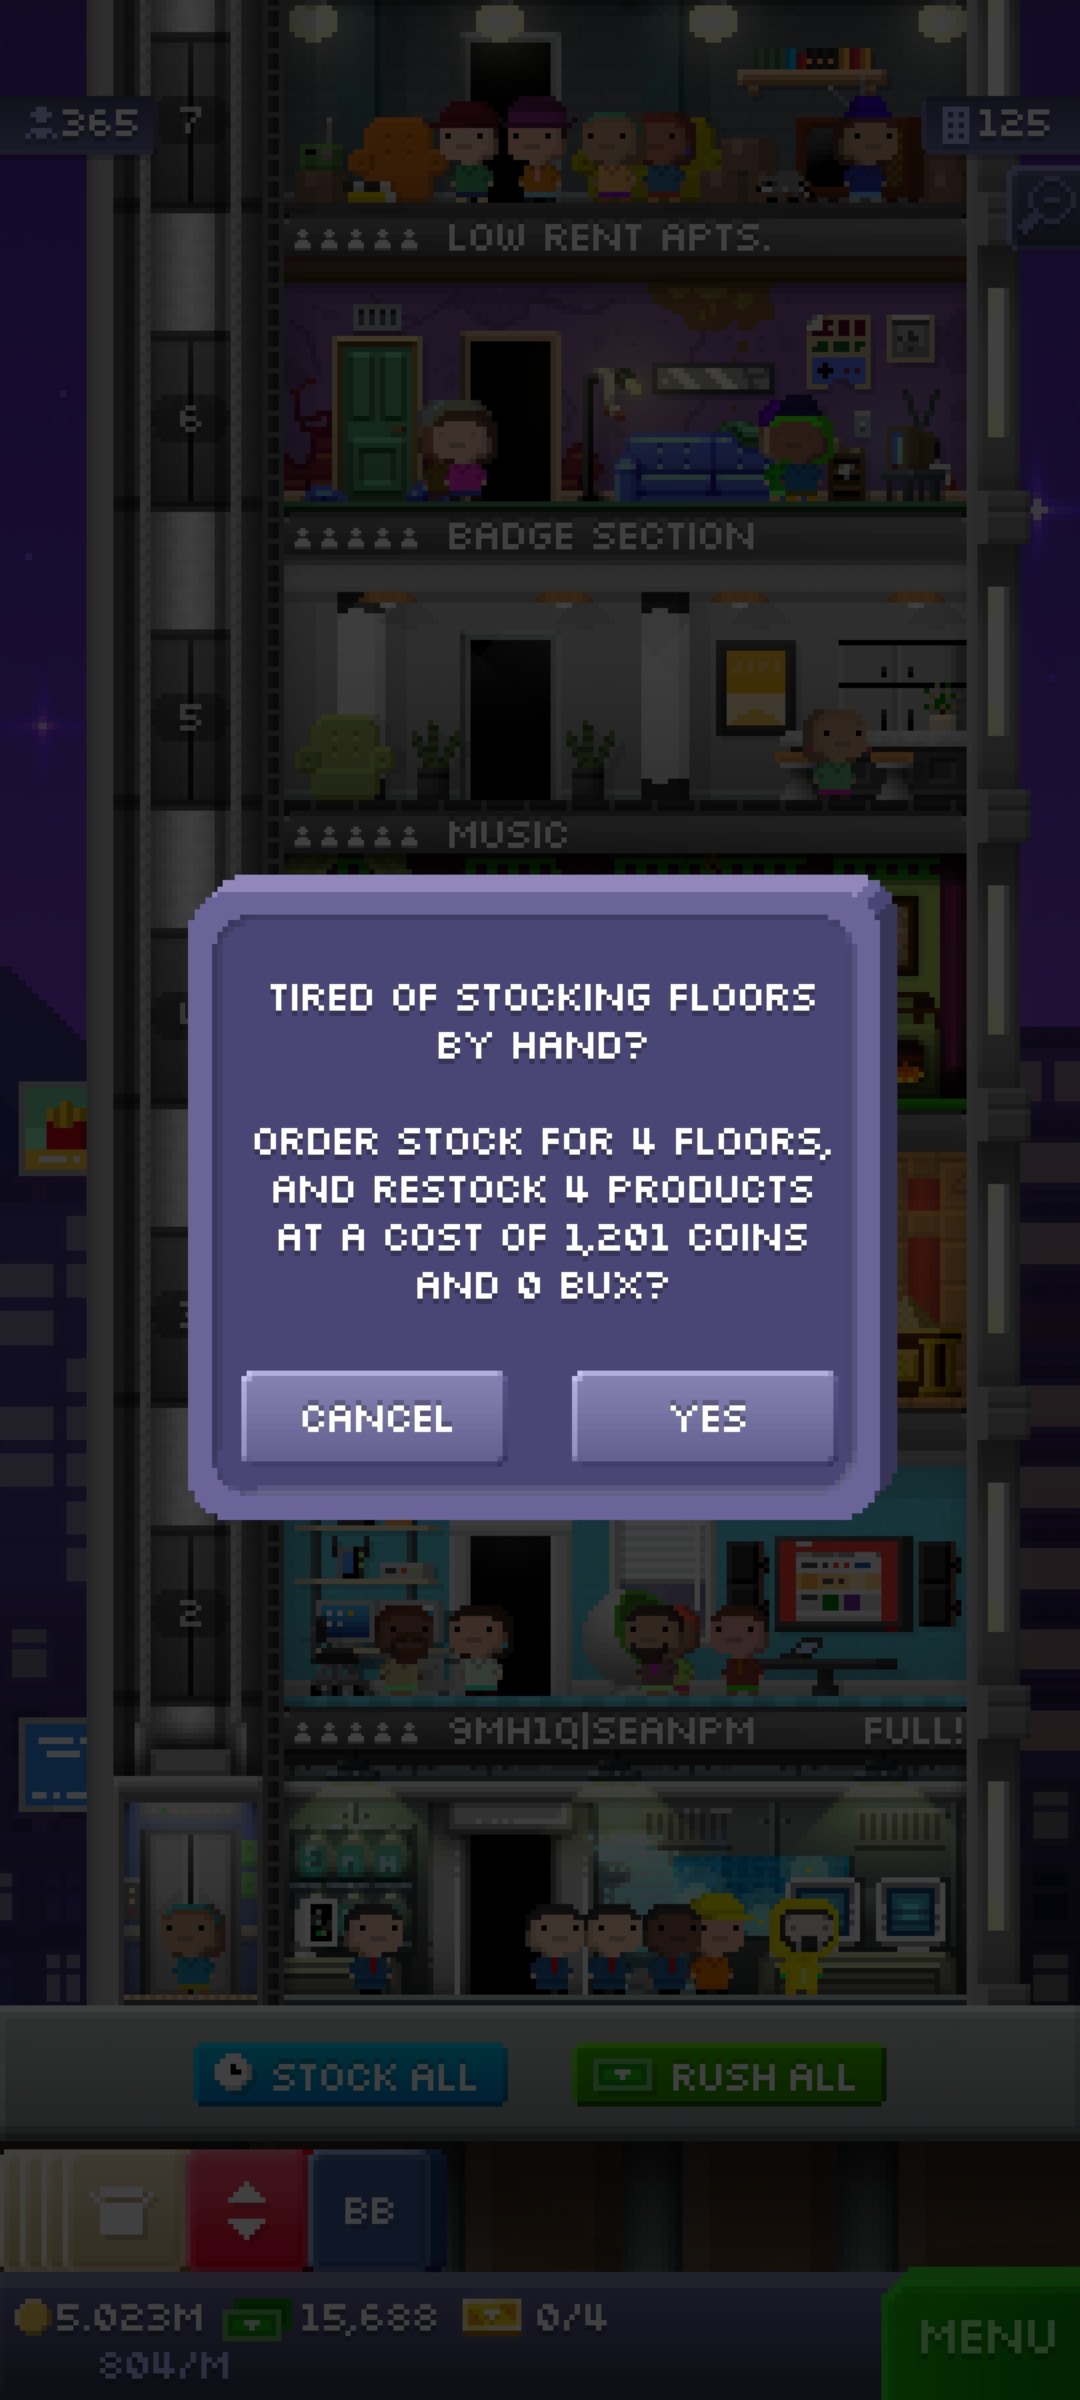 365
7
125
LOW RENT APTS.
6
BADGE SECTION
5
MUSIC
TIRED OF STOCKING FLOORS
BY HAND?
ORDER STOCK FOR 4 FLOORS,
AND RESTOCK 4 PRODUCTS
AT A COST OF 1,201 COINS
AND 0 BUX?
CANCEL
YES
2
9MH1Q|SEANPM
FULL!
STOCK ALL
RUSH ALL
BB
5.023M
15,688
0/4
MENU
804/M